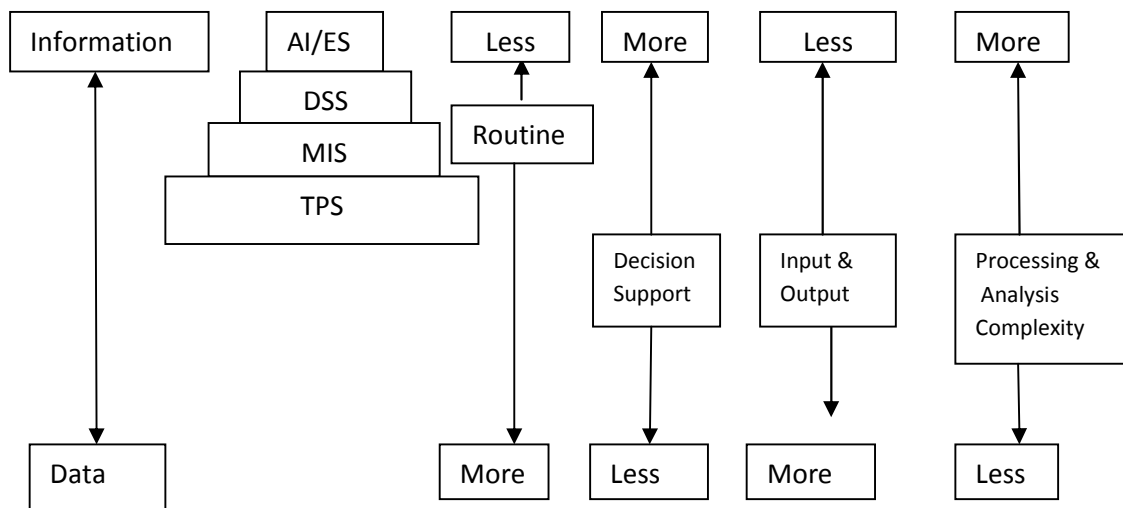 Information
AI/ES
Less
More
Less
More
DSS
Routine
MIS
TPS
Decision
Support
Input &
Output
Processing &
Analysis
Complexity
Data
More
Less
More
Less